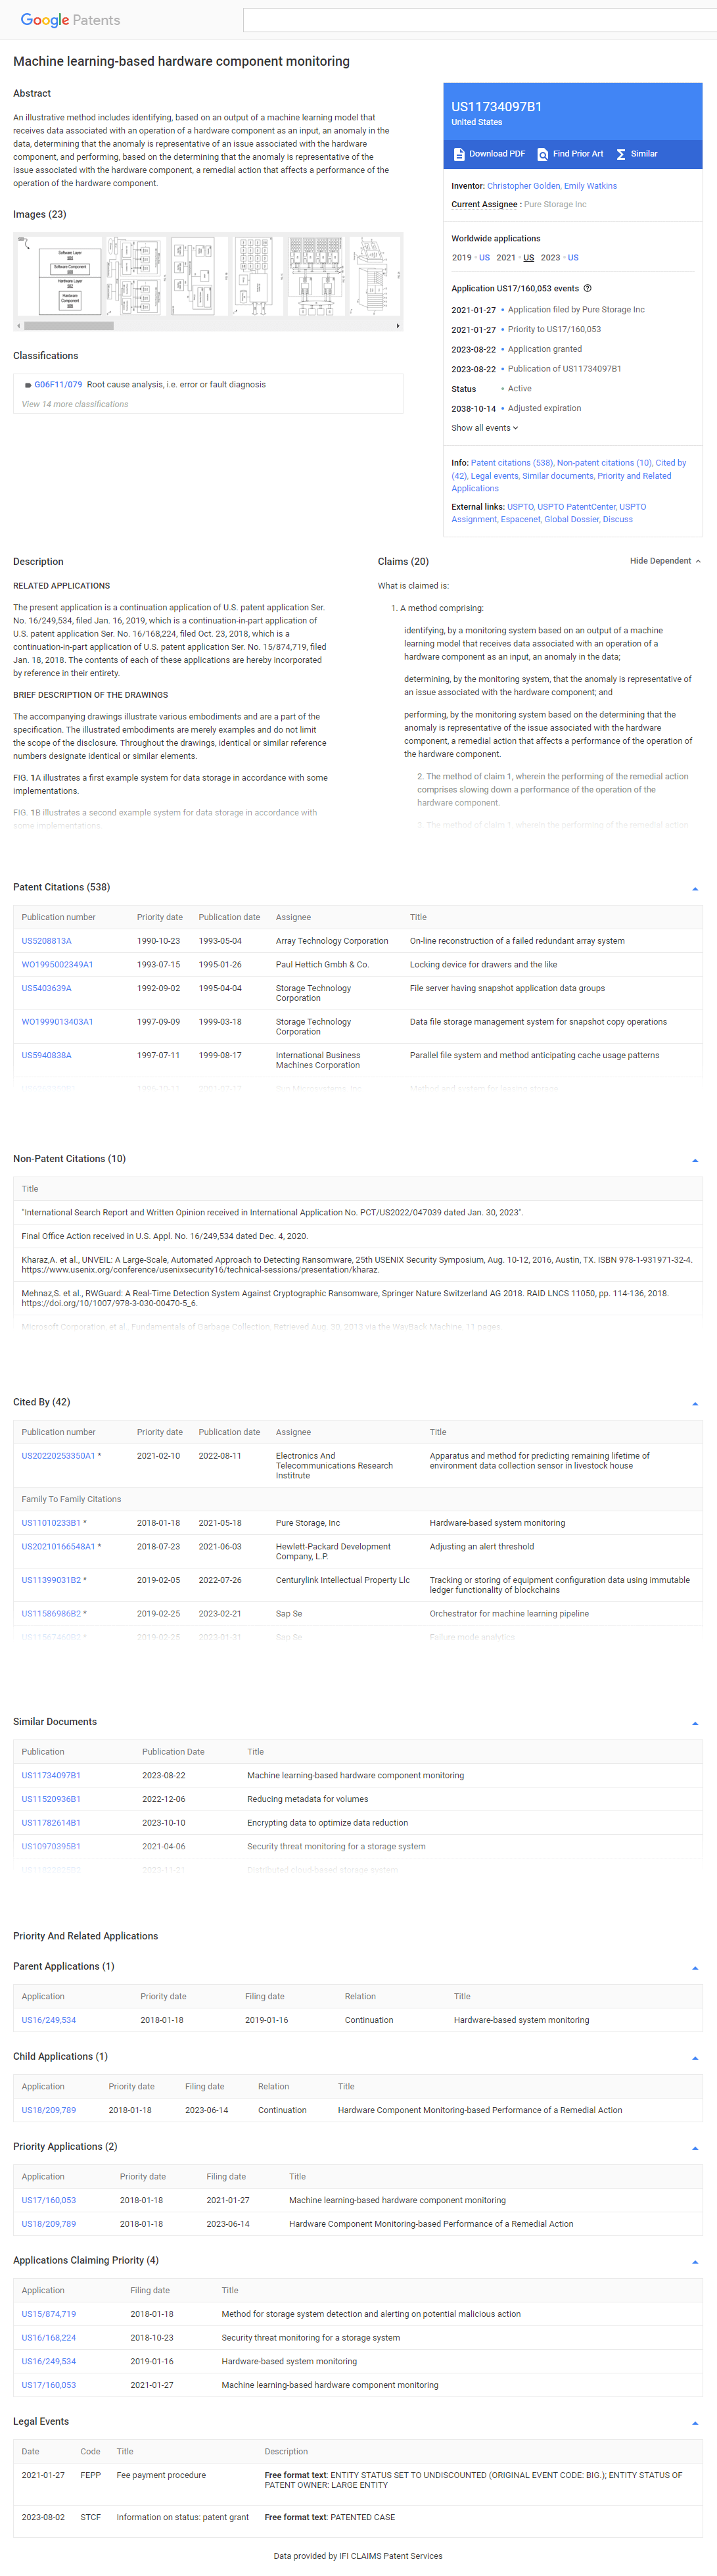 Google Patents
Machine learning-based hardware component monitoring
Abstract
An illustrative method includes identifying, based on an output of a machine learning model that
receives data associated with an operation of a hardware component as an input, an anomaly in the
data, determining that the anomaly is representative of an issue associated with the hardware
component, and performing, based on the determining that the anomaly is representative of the
issue associated with the hardware component, a remedial action that affects a performance of the
operation of the hardware component.
Images (23)
Software Layer
Software Component
Hardware Layer
Hardware
Component
Classifications
G06F11/079 Root cause analysis, i.e. error or fault diagnosis
View 14 more classifications
US11734097B1
United States
Download PDF Find Prior Art Similar
Inventor: Christopher Golden, Emily Watkins
Current Assignee : Pure Storage Inc
Worldwide applications
2019 · US 2021 · US 2023 · US
Application US17/160,053 events
2021-01-27 • Application filed by Pure Storage Inc
2021-01-27 • Priority to US17/160,053
2023-08-22 • Application granted
2023-08-22 • Publication of US11734097B1
Status • Active
2038-10-14 • Adjusted expiration
Show all events
Info: Patent citations (538), Non-patent citations (10), Cited by
(42), Legal events, Similar documents, Priority and Related
Applications
External links: USPTO, USPTO PatentCenter, USPTO
Assignment, Espacenet, Global Dossier, Discuss
Description
RELATED APPLICATIONS
The present application is a continuation application of U.S. patent application Ser.
No. 16/249,534, filed Jan. 16, 2019, which is a continuation-in-part application of
U.S. patent application Ser. No. 16/168,224, filed Oct. 23, 2018, which is a
continuation-in-part application of U.S. patent application Ser. No. 15/874,719, filed
Jan. 18, 2018. The contents of each of these applications are hereby incorporated
by reference in their entirety.
BRIEF DESCRIPTION OF THE DRAWINGS
The accompanying drawings illustrate various embodiments and are a part of the
specification. The illustrated embodiments are merely examples and do not limit
the scope of the disclosure. Throughout the drawings, identical or similar reference
numbers designate identical or similar elements.
FIG. 1A illustrates a first example system for data storage in accordance with some
implementations.
FIG. 1B illustrates a second example system for data storage in accordance with
some implementations.
Claims (20)
Hide Dependent
What is claimed is:
1. A method comprising:
identifying, by a monitoring system based on an output of a machine
learning model that receives data associated with an operation of a
hardware component as an input, an anomaly in the data;
determining, by the monitoring system, that the anomaly is representative of
an issue associated with the hardware component; and
performing, by the monitoring system based on the determining that the
anomaly is representative of the issue associated with the hardware
component, a remedial action that affects a performance of the operation of
the hardware component.
2. The method of claim 1, wherein the performing of the remedial action
comprises slowing down a performance of the operation of the
hardware component.
Patent Citations (538)
Publication number Priority date Publication date Assignee Title
US5208813A 1990-10-23 1993-05-04 Array Technology Corporation On-line reconstruction of a failed redundant array system
WO1995002349A1 1993-07-15 1995-01-26 Paul Hettich Gmbh & Co. Locking device for drawers and the like
US5403639A 1992-09-02 1995-04-04 Storage Technology File server having snapshot application data groups
Corporation
WO1999013403A1 1997-09-09 1999-03-18 Storage Technology Data file storage management system for snapshot copy operations
Corporation
US5940838A 1997-07-11 1999-08-17 International Business Parallel file system and method anticipating cache usage patterns
Machines Corporation
Non-Patent Citations (10)
Title
"International Search Report and Written Opinion received in International Application No. PCT/US2022/047039 dated Jan. 30, 2023".
Final Office Action received in U.S. Appl. No. 16/249,534 dated Dec. 4, 2020.
Kharaz,A. et al., UNVEIL: A Large-Scale, Automated Approach to Detecting Ransomware, 25th USENIX Security Symposium, Aug. 10-12, 2016, Austin, TX. ISBN 978-1-931971-32-4.
https://www.usenix.org/conference/usenixsecurity16/technical-sessions/presentation/kharaz.
Mehnaz,S. et al., RWGuard: A Real-Time Detection System Against Cryptographic Ransomware, Springer Nature Switzerland AG 2018. RAID LNCS 11050, pp. 114-136, 2018.
https://doi.org/10/1007/978-3-030-00470-5_6.
Microsoft Corporation, et al., Fundamentals of Garbage Collection, Retrieved Aug. 30, 2013 via the WayBack Machine, 11 pages.
Cited By (42)
Publication number Priority date Publication date Assignee Title
US20220253350A1 * 2021-02-10 2022-08-11 Electronics And Apparatus and method for predicting remaining lifetime of
Telecommunications Research environment data collection sensor in livestock house
Institrute
Family To Family Citations
US11010233B1 * 2018-01-18 2021-05-18 Pure Storage, Inc Hardware-based system monitoring
US20210166548A1 * 2018-07-23 2021-06-03 Hewlett-Packard Development Adjusting an alert threshold
Company, L.P.
US11399031B2 * 2019-02-05 2022-07-26 Centurylink Intellectual Property Llc Tracking or storing of equipment configuration data using immutable
ledger functionality of blockchains
US11586986B2 * 2019-02-25 2023-02-21 Sap Se Orchestrator for machine learning pipeline
2019-02-25 2023-01-31 Sap Se Failure mode analytics
Similar Documents
Publication Publication Date Title
US11734097B1 2023-08-22 Machine learning-based hardware component monitoring
US11520936B1 2022-12-06 Reducing metadata for volumes
US11782614B1 2023-10-10 Encrypting data to optimize data reduction
US10970395B1 2021-04-06 Security threat monitoring for a storage system
2023-11-21 Distributed cloud-based storage system
Priority And Related Applications
Parent Applications (1)
Application Priority date Filing date Relation Title
US16/249,534 2018-01-18 2019-01-16 Continuation Hardware-based system monitoring
Child Applications (1)
Application Priority date Filing date Relation Title
US18/209,789 2018-01-18 2023-06-14 Continuation Hardware Component Monitoring-based Performance of a Remedial Action
Priority Applications (2)
Application Priority date Filing date Title
US17/160,053 2018-01-18 2021-01-27 Machine learning-based hardware component monitoring
US18/209,789 2018-01-18 2023-06-14 Hardware Component Monitoring-based Performance of a Remedial Action
Applications Claiming Priority (4)
Application Filing date Title
US15/874,719 2018-01-18 Method for storage system detection and alerting on potential malicious action
US16/168,224 2018-10-23 Security threat monitoring for a storage system
US16/249,534 2019-01-16 Hardware-based system monitoring
US17/160,053 2021-01-27 Machine learning-based hardware component monitoring
Legal Events
Date Code Title Description
2021-01-27 FEPP Fee payment procedure Free format text: ENTITY STATUS SET TO UNDISCOUNTED (ORIGINAL EVENT CODE: BIG.); ENTITY STATUS OF
PATENT OWNER: LARGE ENTITY
2023-08-02 STCF Information on status: patent grant Free format text: PATENTED CASE
Data provided by IFI CLAIMS Patent Services